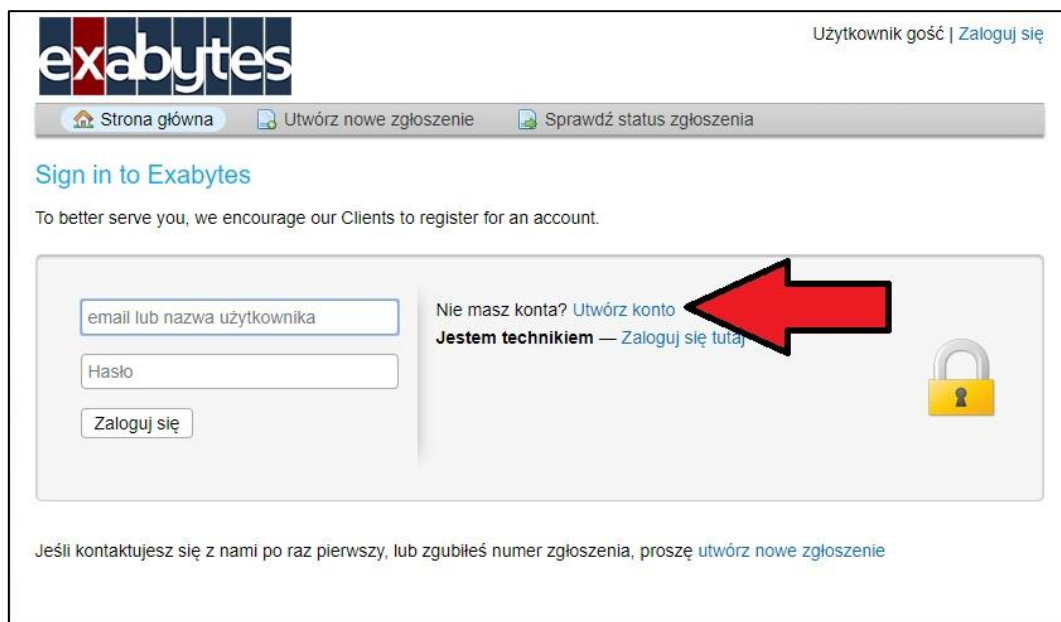 exabytes
Użytkownik gość | Zaloguj się
Strona główna Utwórz nowe zgłoszenie Sprawdź status zgłoszenia
Sign in to Exabytes
To better serve you, we encourage our Clients to register for an account.
email lub nazwa użytkownika
Hasło
Zaloguj się
Nie masz konta? Utwórz konto
Jestem technikiem — Zaloguj się tutaj
Jeśli kontaktujesz się z nami po raz pierwszy, lub zgubiłeś numer zgłoszenia, proszę utwórz nowe zgłoszenie